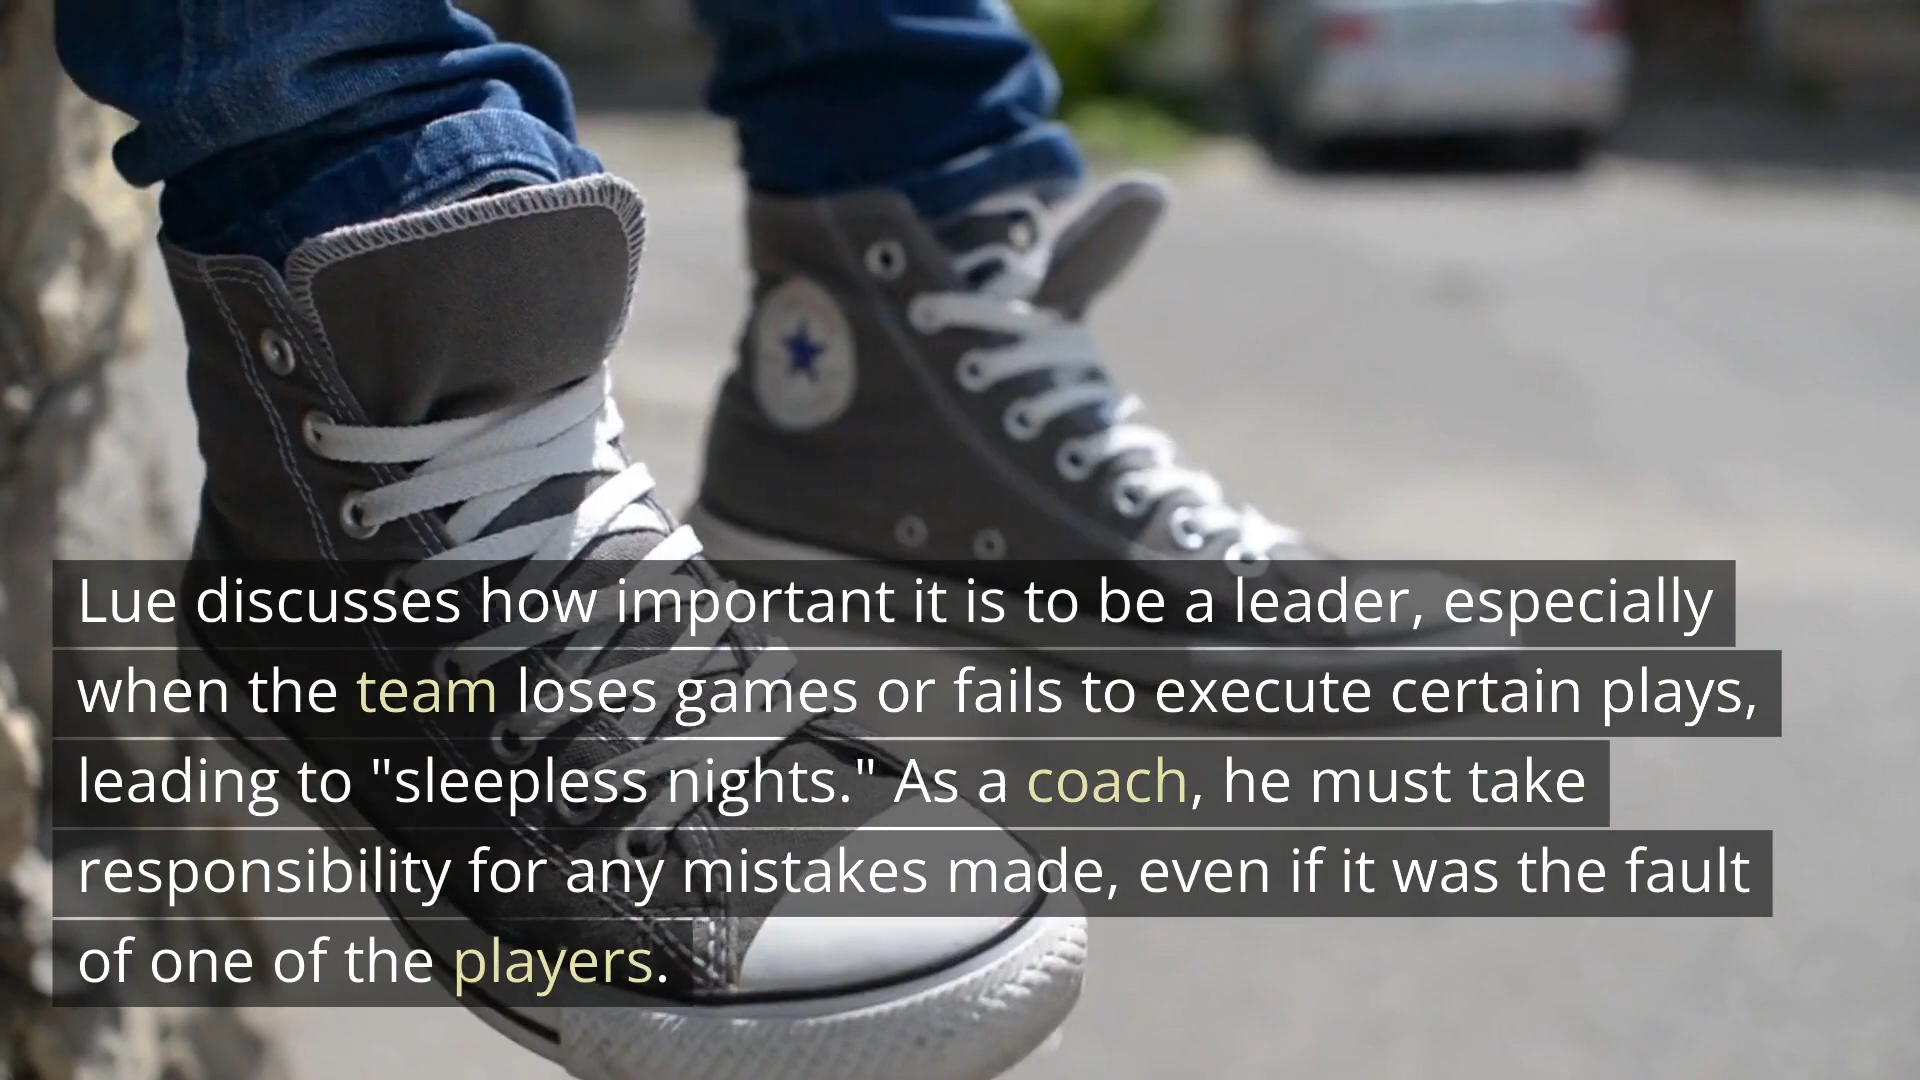 Lue discusses how important it is to be a leader, especially
when the team loses games or fails to execute certain plays,
leading to "sleepless nights." As a coach, he must take
responsibility for any mistakes made, even if it was the fault
of one of the players.